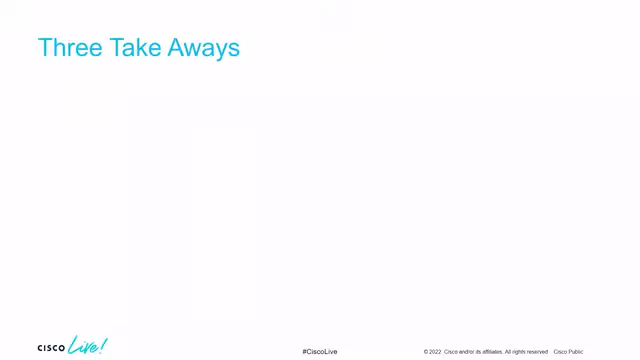 Three Take Aways
CISCO Live!
#CiscoLive
© 2022 Cisco and/or its affiliates. All rights reserved. Cisco Public